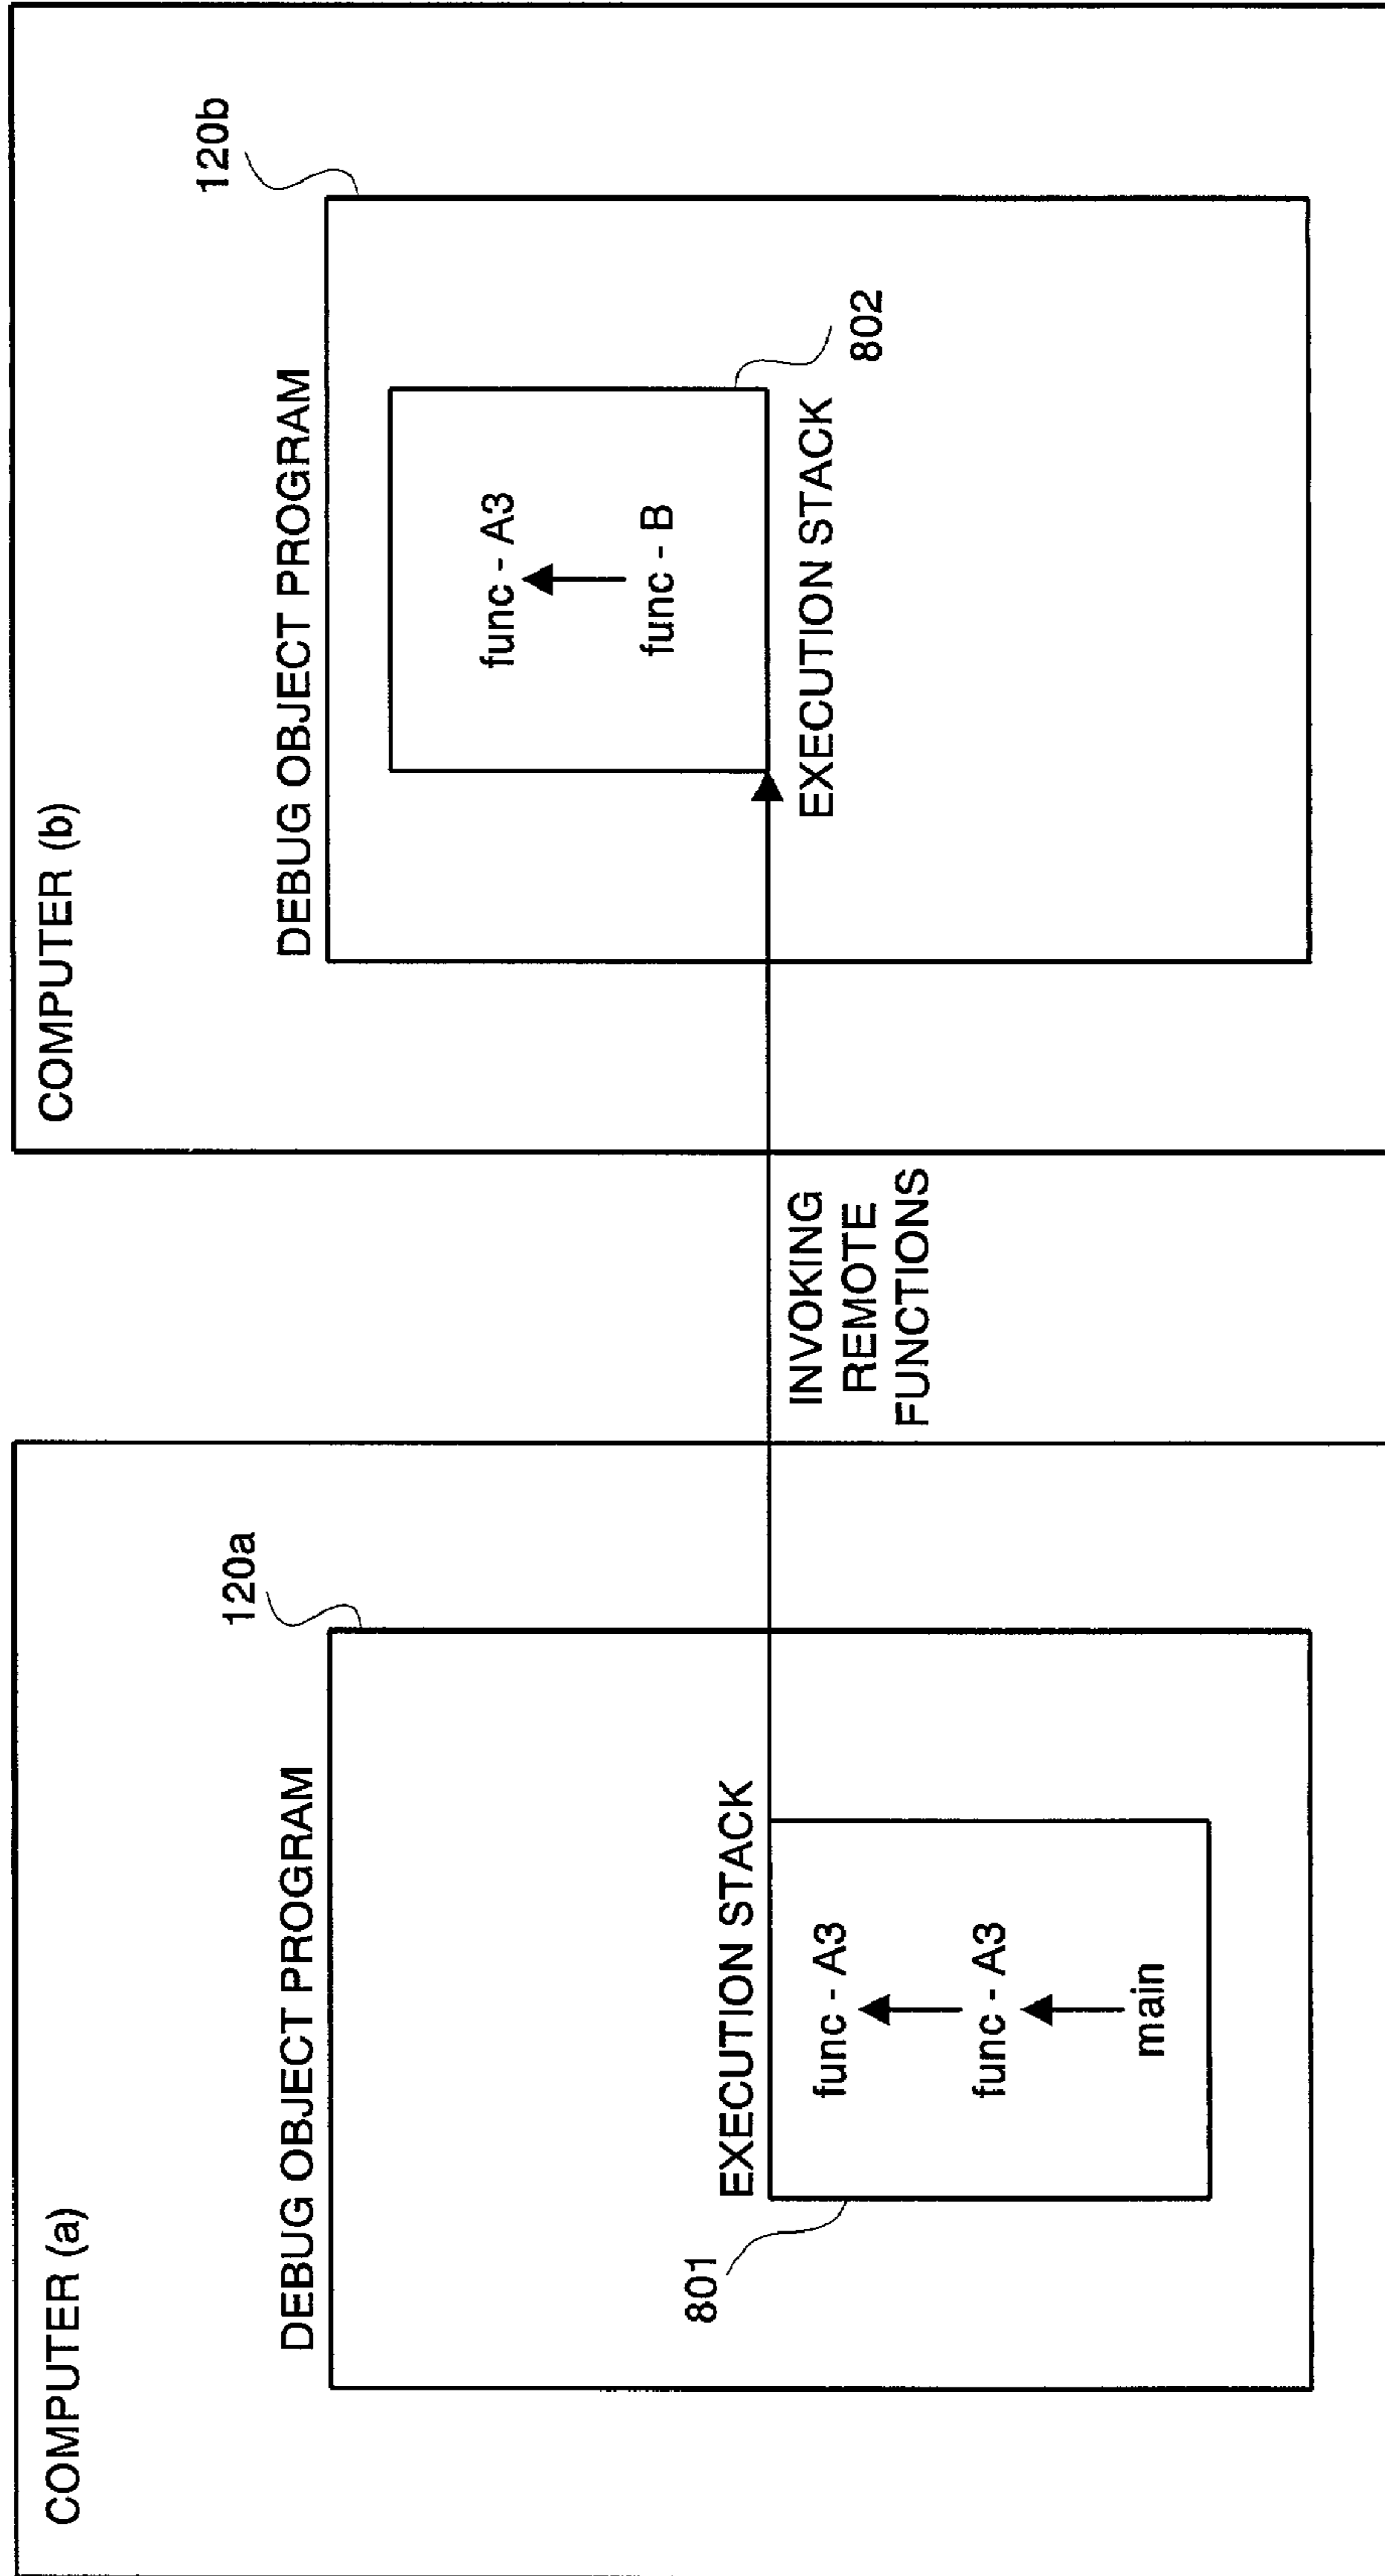 COMPUTER (a)
DEBUG OBJECT PROGRAM
120a
EXECUTION STACK
801
func - A3
func - A3
main
INVOKING
REMOTE
FUNCTIONS
COMPUTER (b)
120b
DEBUG OBJECT PROGRAM
func - A3
func - B
802
EXECUTION STACK